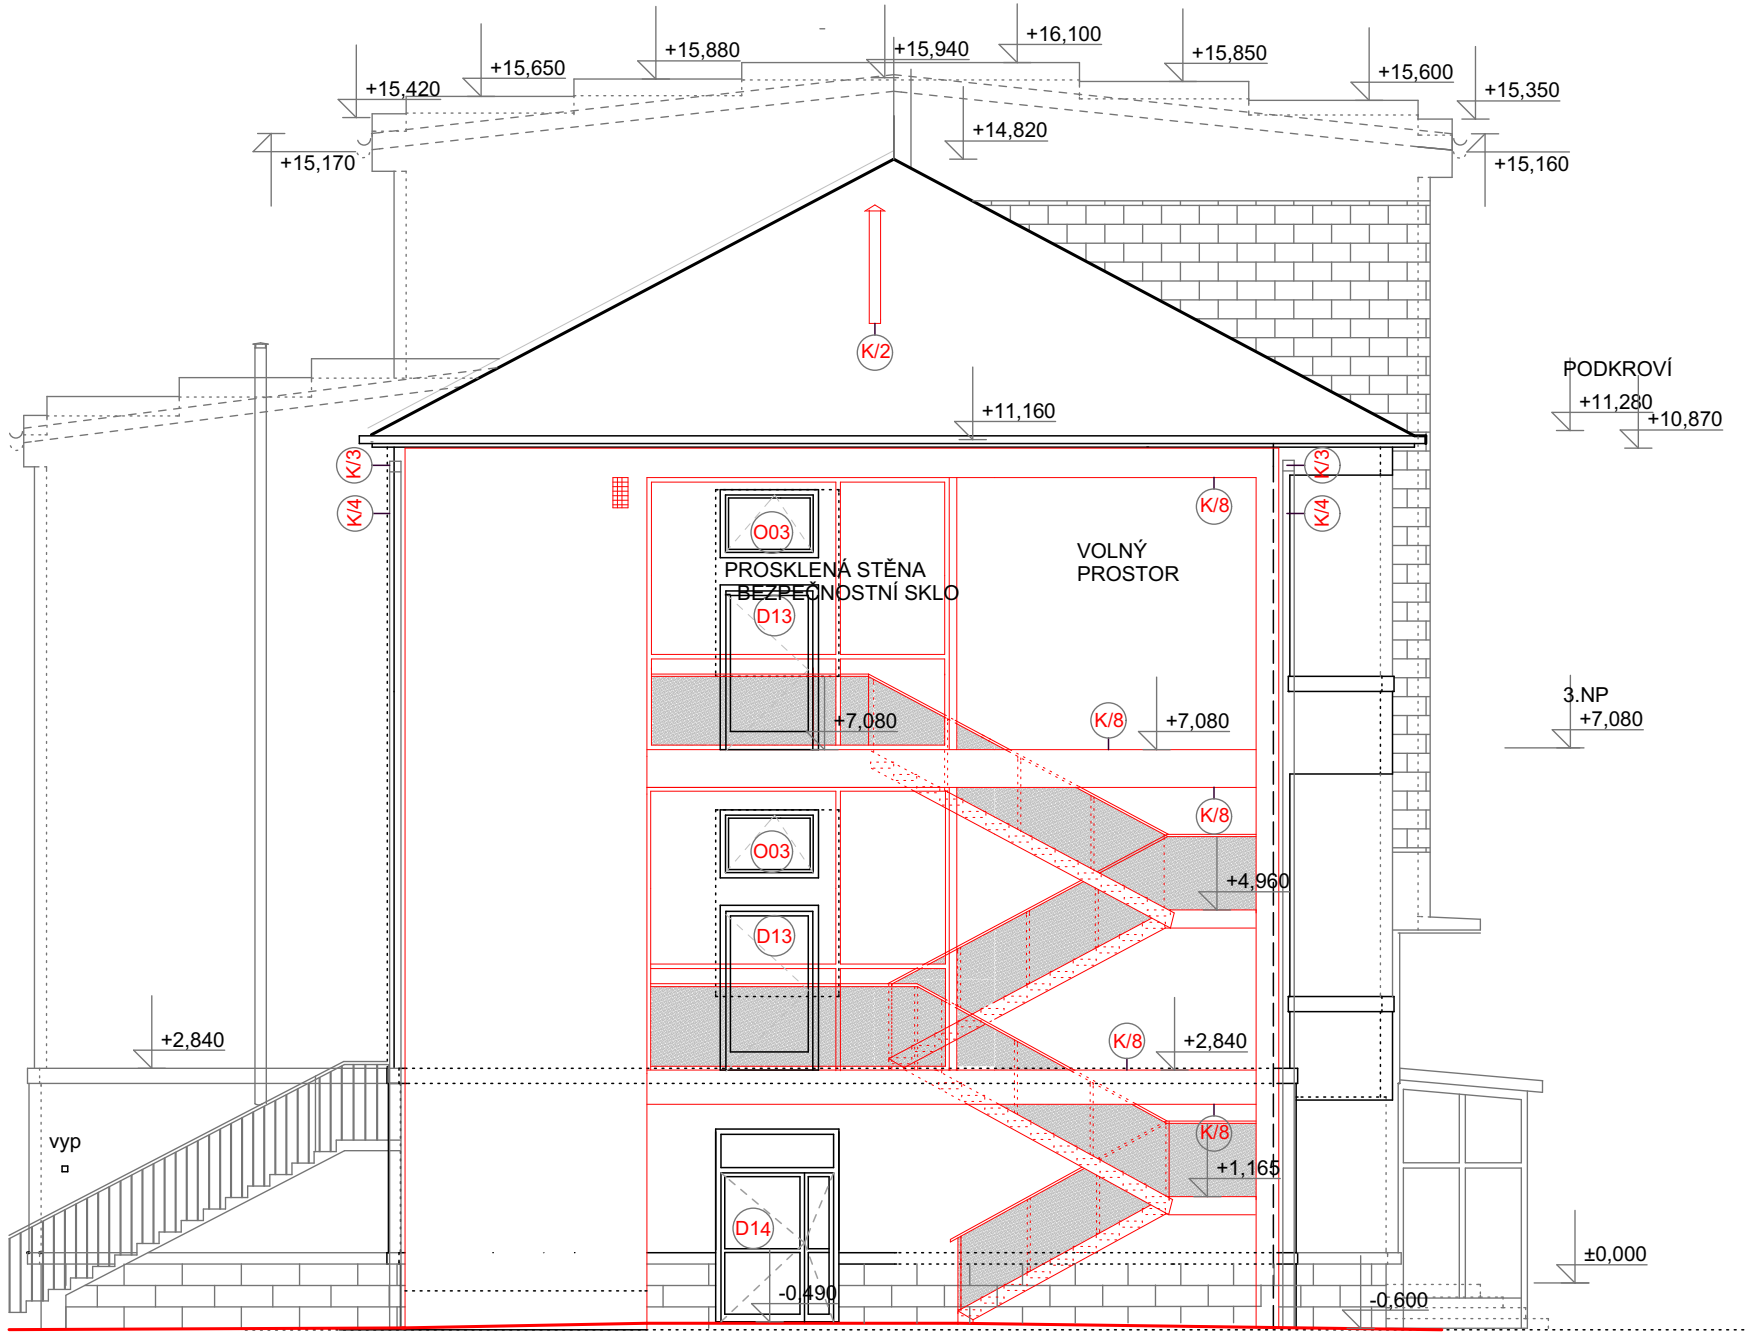 +16,100
+15,880
+15,940
+15,850
+15,650
+15,600
+15,420
+15,350
+14,820
+15,170
+15,160
K/2
PODKROVÍ
+11,280
+11,160
+10,870
K/3
K/3
K/4
K/4
K/8
O03
VOLNÝ
PROSTOR
PROSKLENÁ STĚNA
BEZPEČNOSTNÍ SKLO
D13
3.NP
+7,080
K/8
+7,080
+7,080
K/8
O03
+4,960
D13
+2,840
K/8
+2,840
vyp
K/8
+1,165
D14
±0,000
-0,490
-0,600